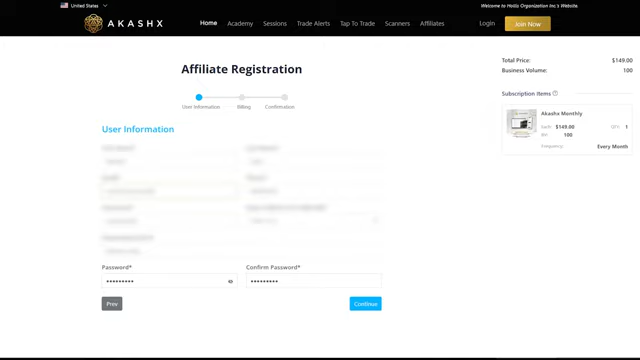 United States
Welcome to Hollis Organization Inc's Website.
AKASHX
Home Academy Sessions Trade Alerts Tap To Trade Scanners Affiliates Login Join Now
Affiliate Registration
User Information Billing Confirmation
User Information
Password* Confirm Password*
Prev Continue
Total Price: $149.00
Business Volume: 100
Subscription Items
Akashx Monthly
Each: $149.00 QTY: 1
BV: 100
Frequency: Every Month